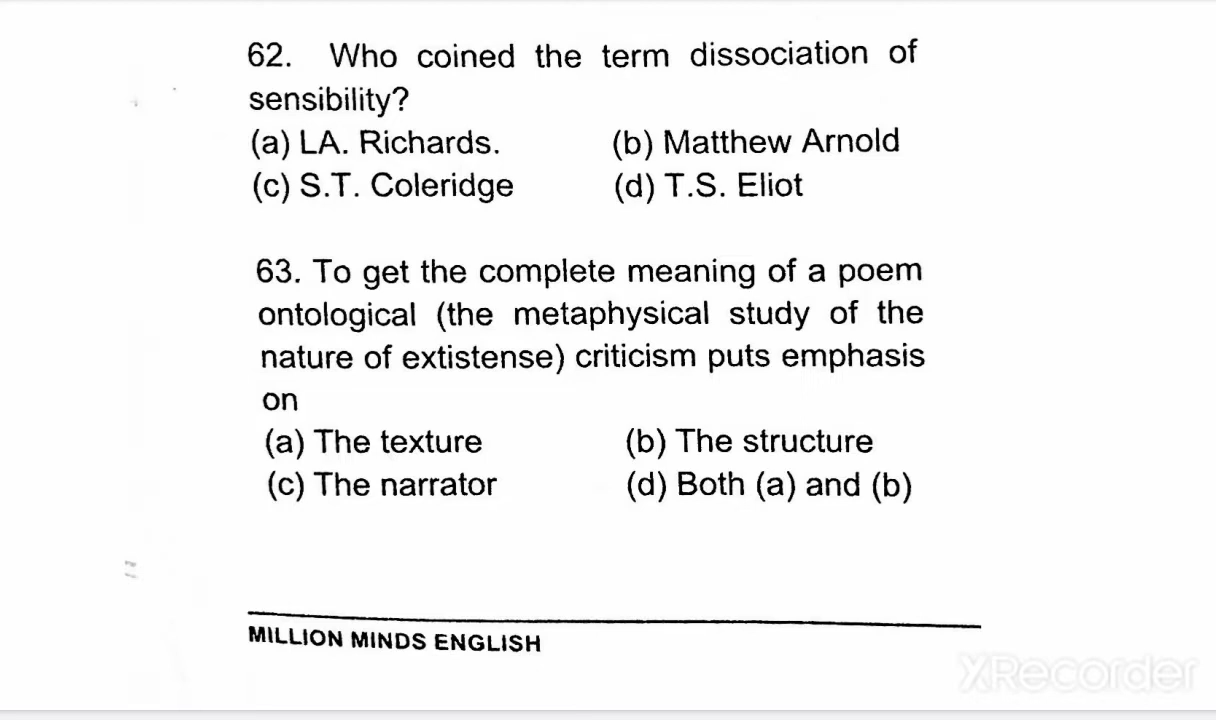 62. Who coined the term dissociation of
sensibility?
(a) LA. Richards. (b) Matthew Arnold
(c) S.T. Coleridge (d) T.S. Eliot
63. To get the complete meaning of a poem
ontological (the metaphysical study of the
nature of extistense) criticism puts emphasis
on
(a) The texture (b) The structure
(c) The narrator (d) Both (a) and (b)
MILLION MINDS ENGLISH
XRecorder